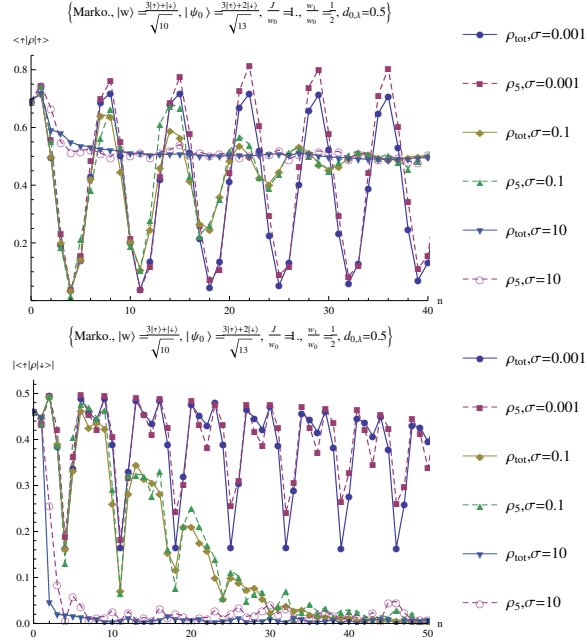 {Marko., |w> = 3|↑⟩+|↓⟩/√10, |ψ0⟩ = 3|↑⟩+2|↓⟩/√13, J/w0 =1., w1/w0 = 1/2, d0,λ=0.5}
<↑|ρ|↑>
0.8
0.6
0.4
0.2
0 10 20 30 40 n
ρtot,σ=0.001
ρ5,σ=0.001
ρtot,σ=0.1
ρ5,σ=0.1
ρtot,σ=10
ρ5,σ=10
{Marko., |w> = 3|↑⟩+|↓⟩/√10, |ψ0⟩ = 3|↑⟩+2|↓⟩/√13, J/w0 =1., w1/w0 = 1/2, d0,λ=0.5}
|<↑|ρ|↓>|
0.5
0.4
0.3
0.2
0.1
0.0
0 10 20 30 40 50 n
ρtot,σ=0.001
ρ5,σ=0.001
ρtot,σ=0.1
ρ5,σ=0.1
ρtot,σ=10
ρ5,σ=10